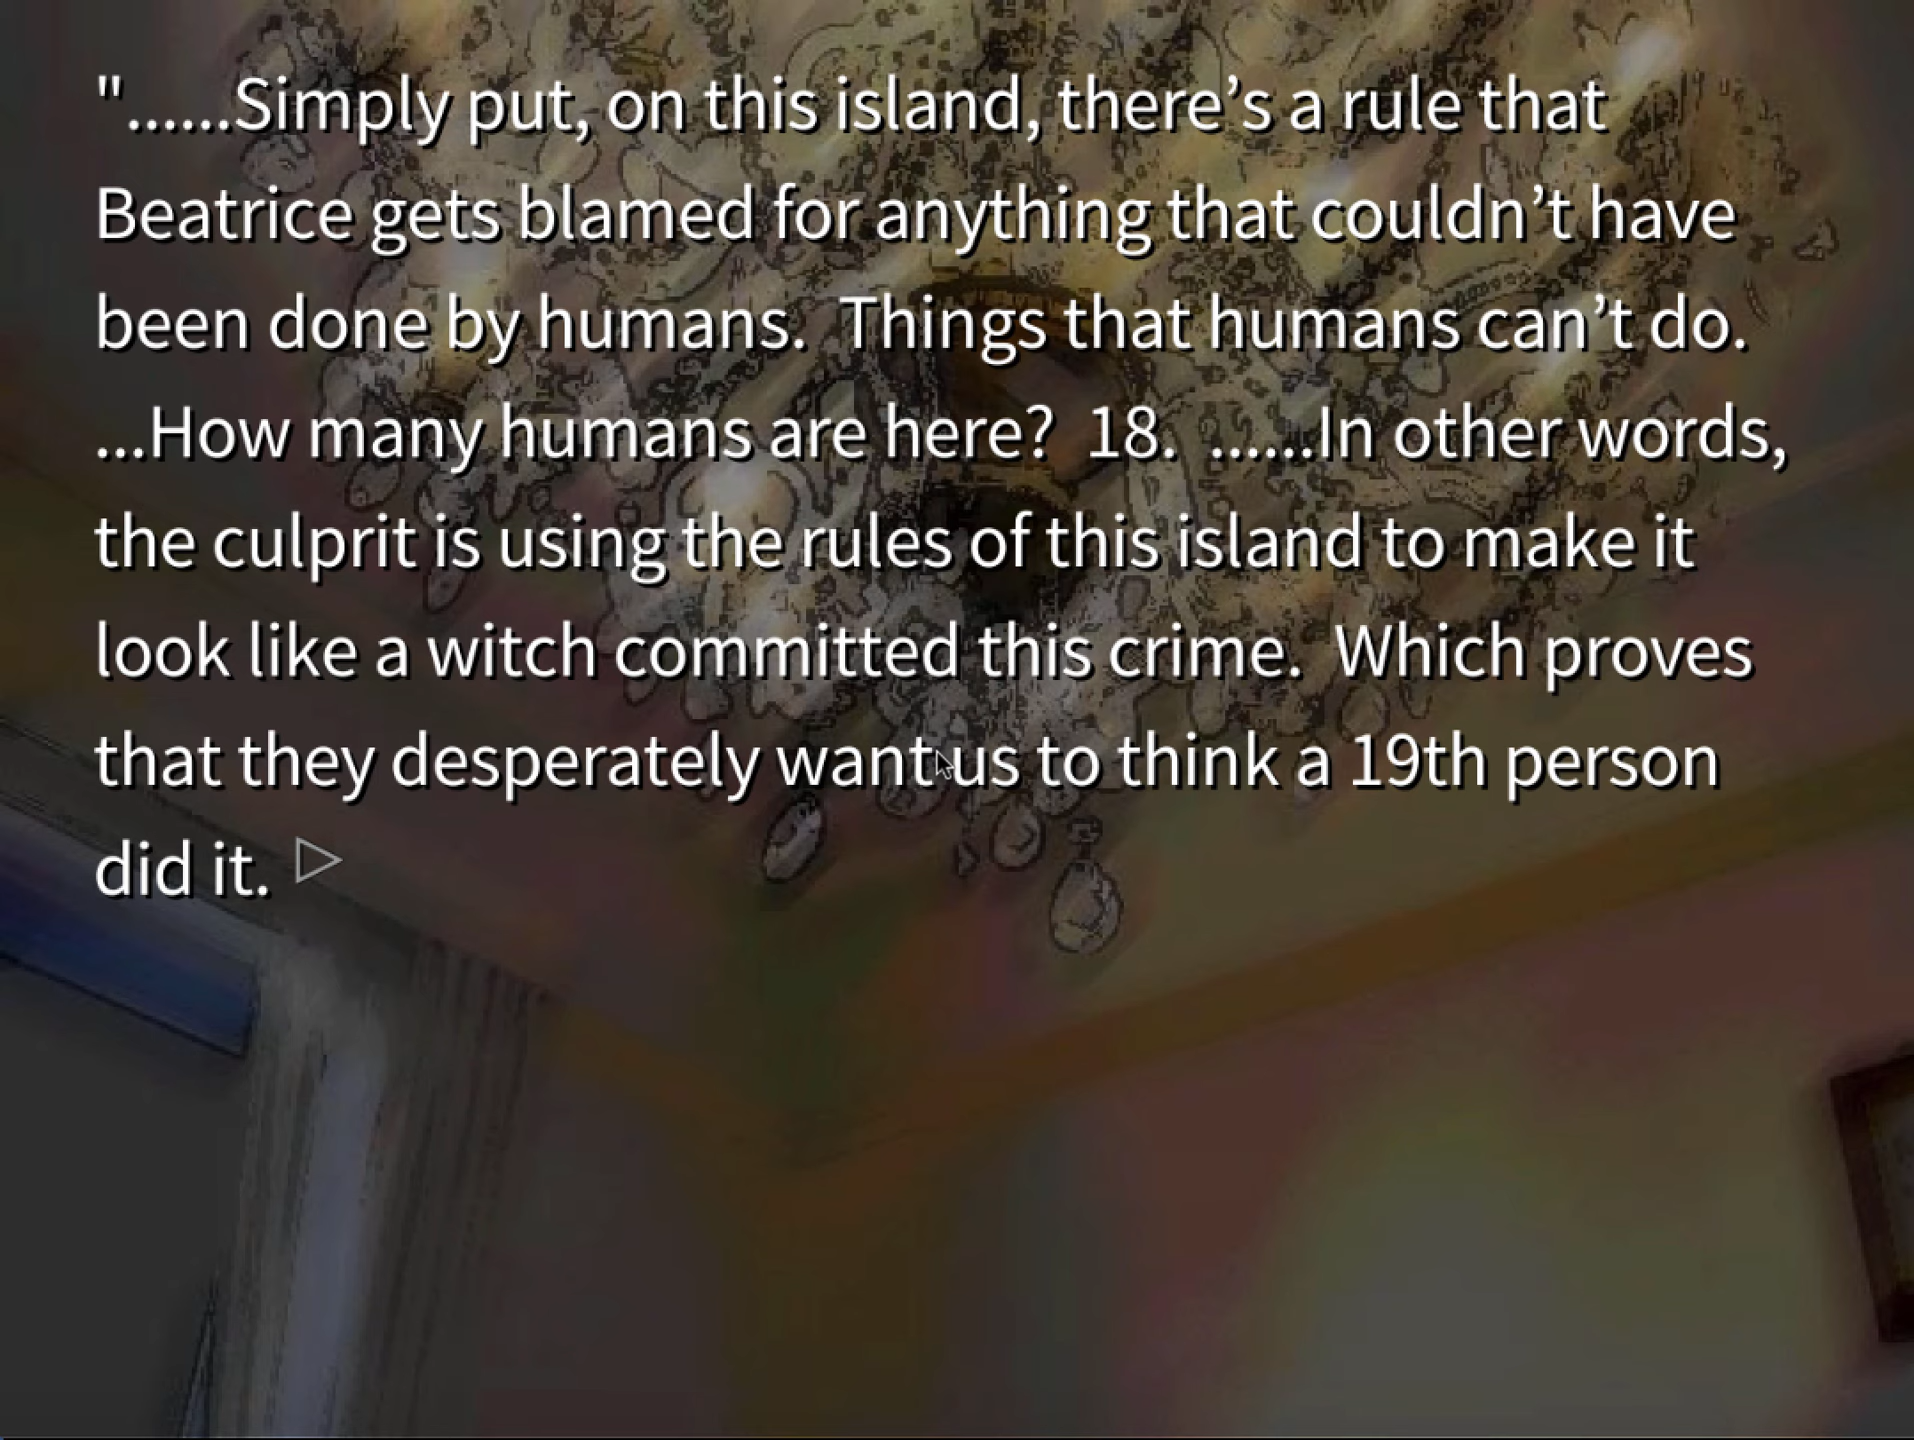 "......Simply put, on this island, there’s a rule that
Beatrice gets blamed for anything that couldn’t have
been done by humans.  Things that humans can’t do.
...How many humans are here?  18.  ......In other words,
the culprit is using the rules of this island to make it
look like a witch committed this crime.  Which proves
that they desperately want us to think a 19th person
did it.